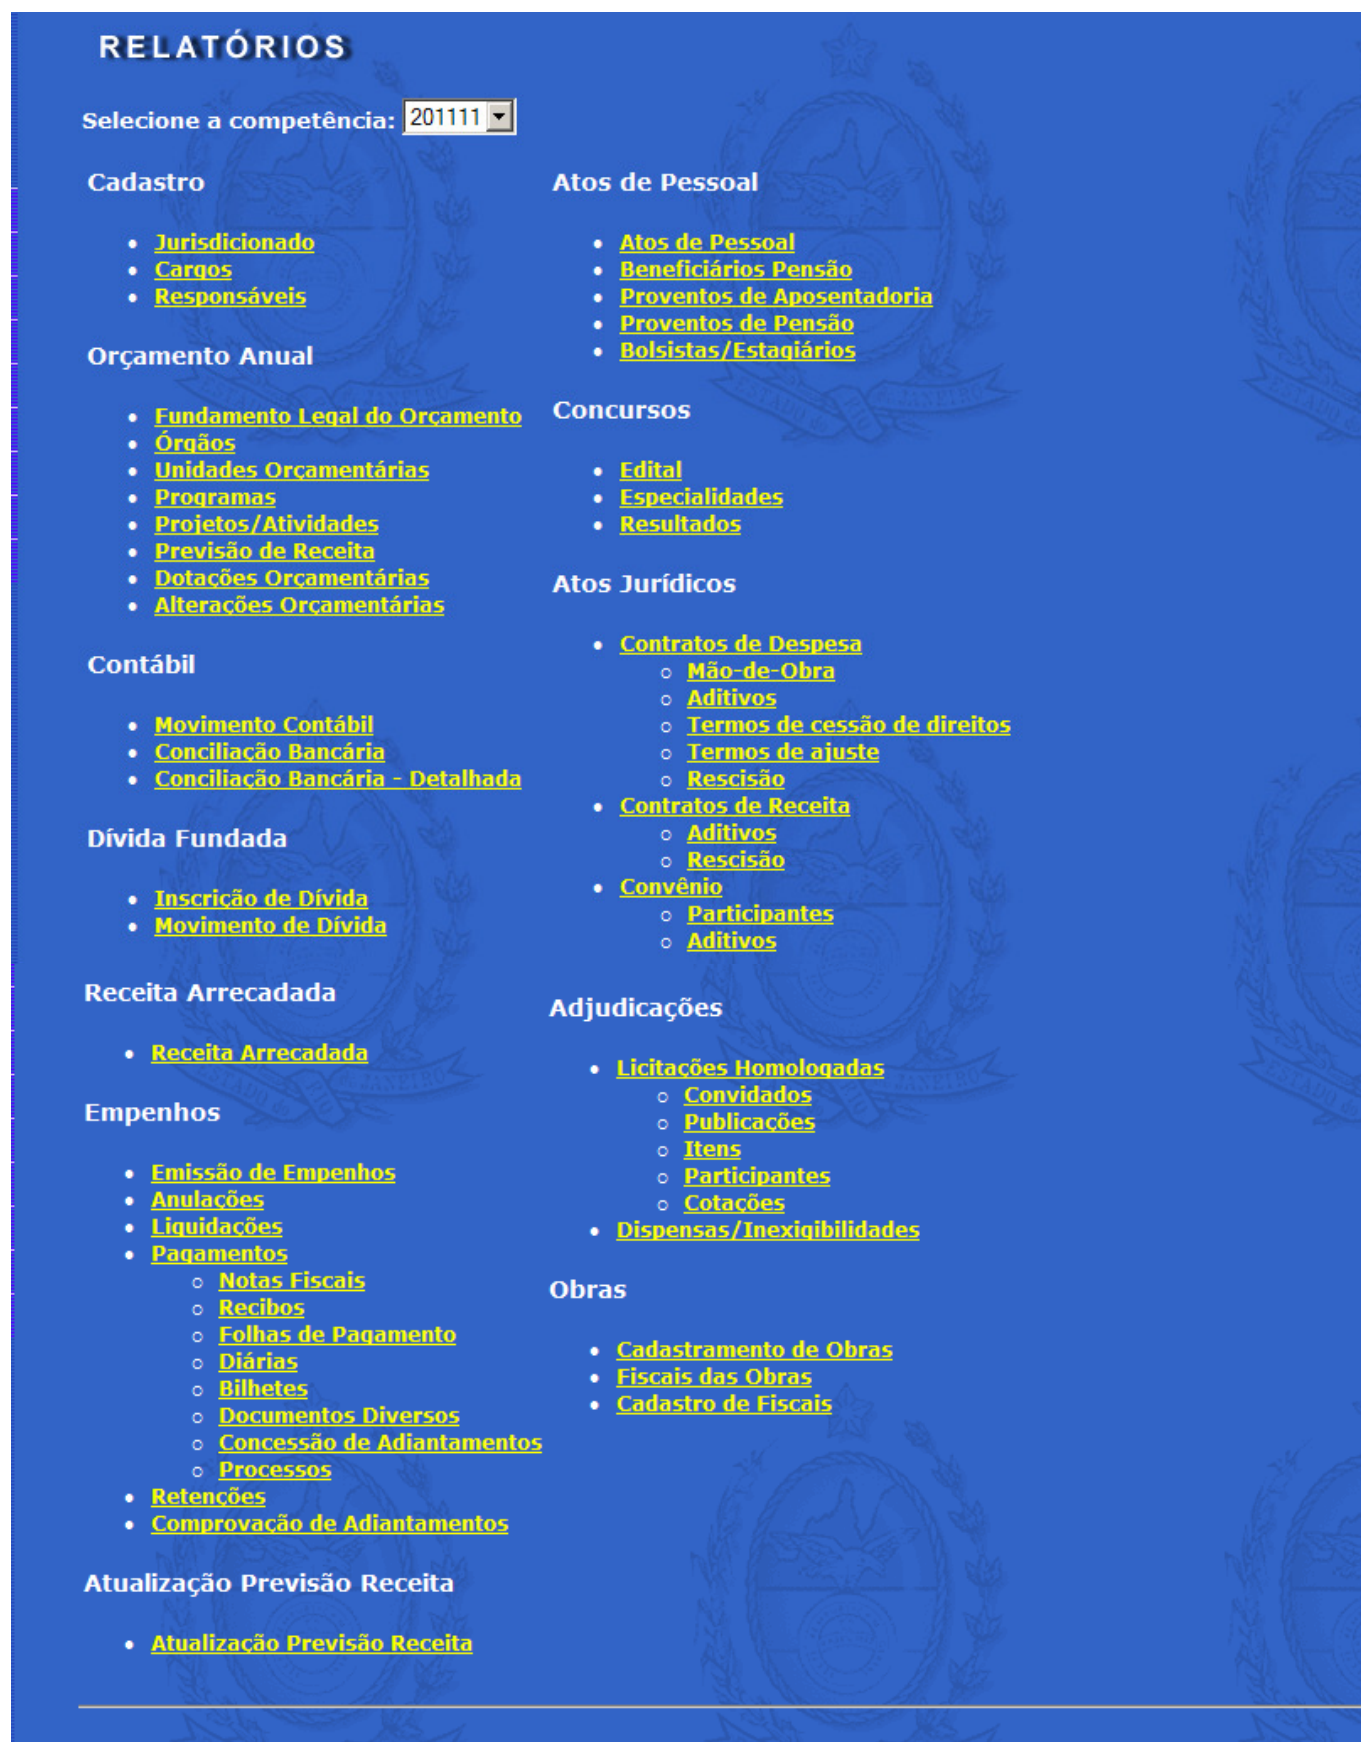 RELATÓRIOS
Selecione a competência: 201111
Cadastro
Jurisdicionado
Cargos
Responsáveis
Orçamento Anual
Fundamento Legal do Orçamento
Órgãos
Unidades Orçamentárias
Programas
Projetos/Atividades
Previsão de Receita
Dotações Orçamentárias
Alterações Orçamentárias
Contábil
Movimento Contábil
Conciliação Bancária
Conciliação Bancária - Detalhada
Dívida Fundada
Inscrição de Dívida
Movimento de Dívida
Receita Arrecadada
Receita Arrecadada
Empenhos
Emissão de Empenhos
Anulações
Liquidações
Pagamentos
Notas Fiscais
Recibos
Folhas de Pagamento
Diárias
Bilhetes
Documentos Diversos
Concessão de Adiantamentos
Processos
Retenções
Comprovação de Adiantamentos
Atualização Previsão Receita
Atualização Previsão Receita
Atos de Pessoal
Atos de Pessoal
Beneficiários Pensão
Proventos de Aposentadoria
Proventos de Pensão
Bolsistas/Estagiários
Concursos
Edital
Especialidades
Resultados
Atos Jurídicos
Contratos de Despesa
Mão-de-Obra
Aditivos
Termos de cessão de direitos
Termos de ajuste
Rescisão
Contratos de Receita
Aditivos
Rescisão
Convênio
Participantes
Aditivos
Adjudicações
Licitações Homologadas
Convidados
Publicações
Itens
Participantes
Cotações
Dispensas/Inexigibilidades
Obras
Cadastramento de Obras
Fiscais das Obras
Cadastro de Fiscais